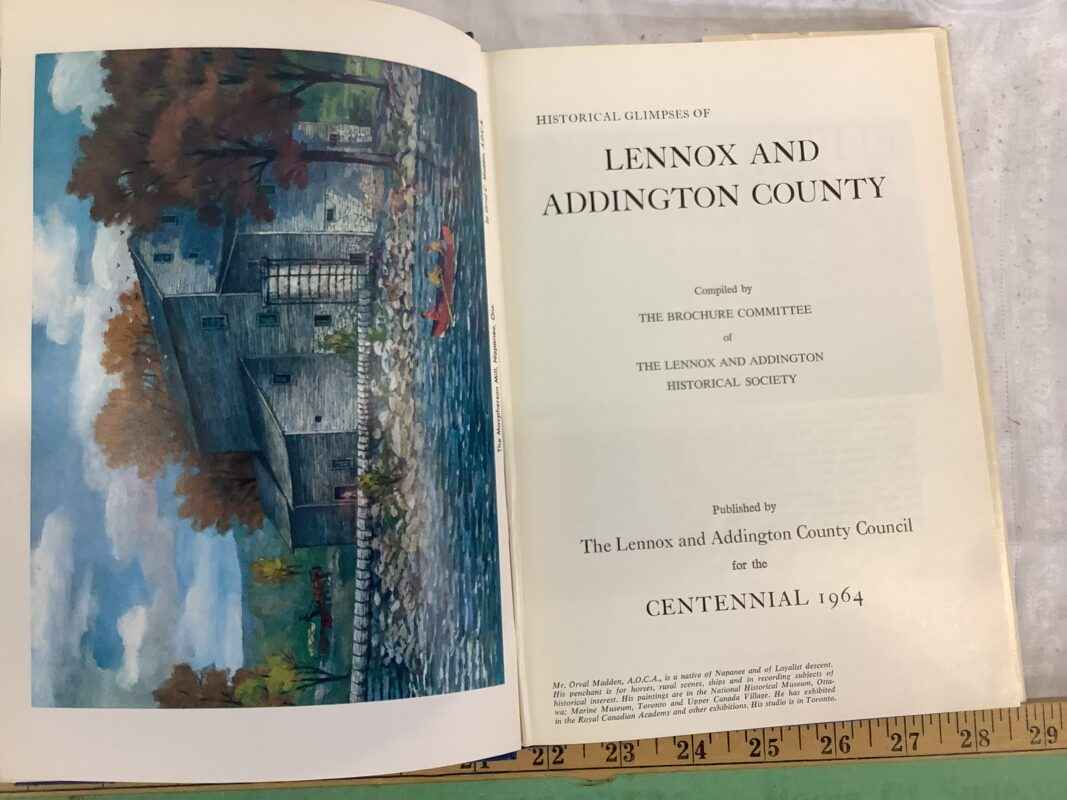 HISTORICAL GLIMPSES OF
LENNOX AND
ADDINGTON COUNTY
Compiled by
THE BROCHURE COMMITTEE
of
THE LENNOX AND ADDINGTON
HISTORICAL SOCIETY
Published by
The Lennox and Addington County Council
for the
CENTENNIAL 1964
Mr. Orval Madden, A.O.C.A., is a native of Napanee and of Loyalist descent.
His penchant is for horses, rural scenes, ships and in recording subjects of
historical interest. His paintings are in the National Historical Museum, Otta-
wa; Marine Museum, Toronto and Upper Canada Village. He has exhibited
in the Royal Canadian Academy and other exhibitions. His studio is in Toronto.
The Macpherson Mill, Napanee, Ont.
21 22 23 24 25 26 27 28 29